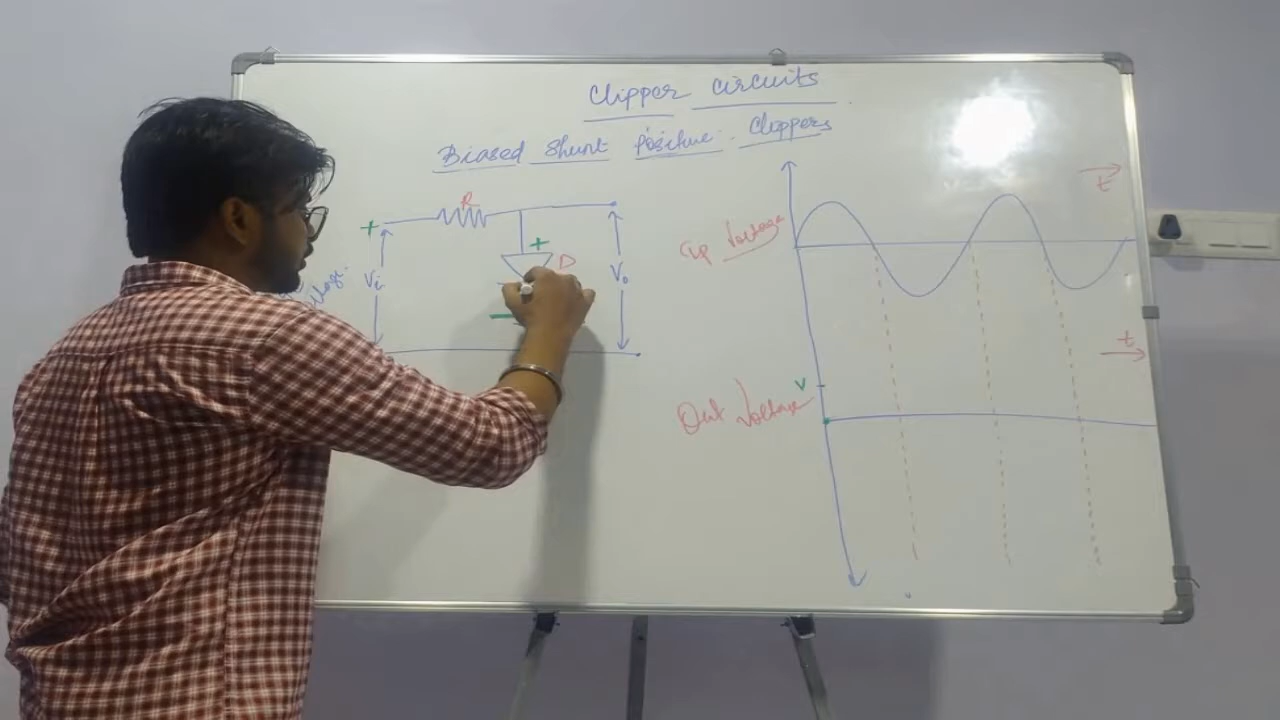 Clipper circuits
Biased Shunt Positive Clippers
+ R
+
D
Vi
Vo
t
i/p Voltage
t
V
Out Voltage